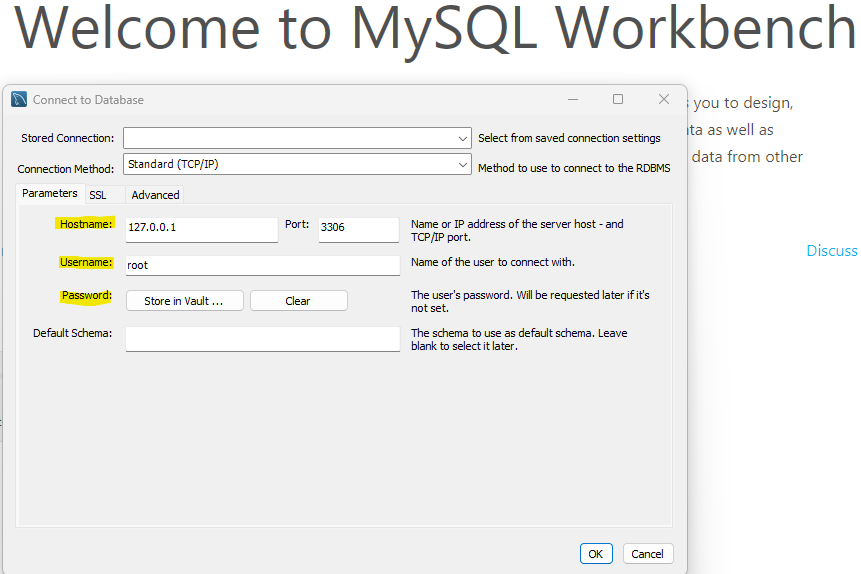 Welcome to MySQL Workbench
Connect to Database
s you to design,
Stored Connection:
Select from saved connection settings
ata as well as
Connection Method:
Standard (TCP/IP)
Method to use to connect to the RDBMS
data from other
Parameters
SSL
Advanced
Hostname:
127.0.0.1
Port:
3306
Name or IP address of the server host - and
TCP/IP port.
Discuss
Username:
root
Name of the user to connect with.
Password:
Store in Vault ...
Clear
The user's password. Will be requested later if it's
not set.
Default Schema:
The schema to use as default schema. Leave
blank to select it later.
OK
Cancel